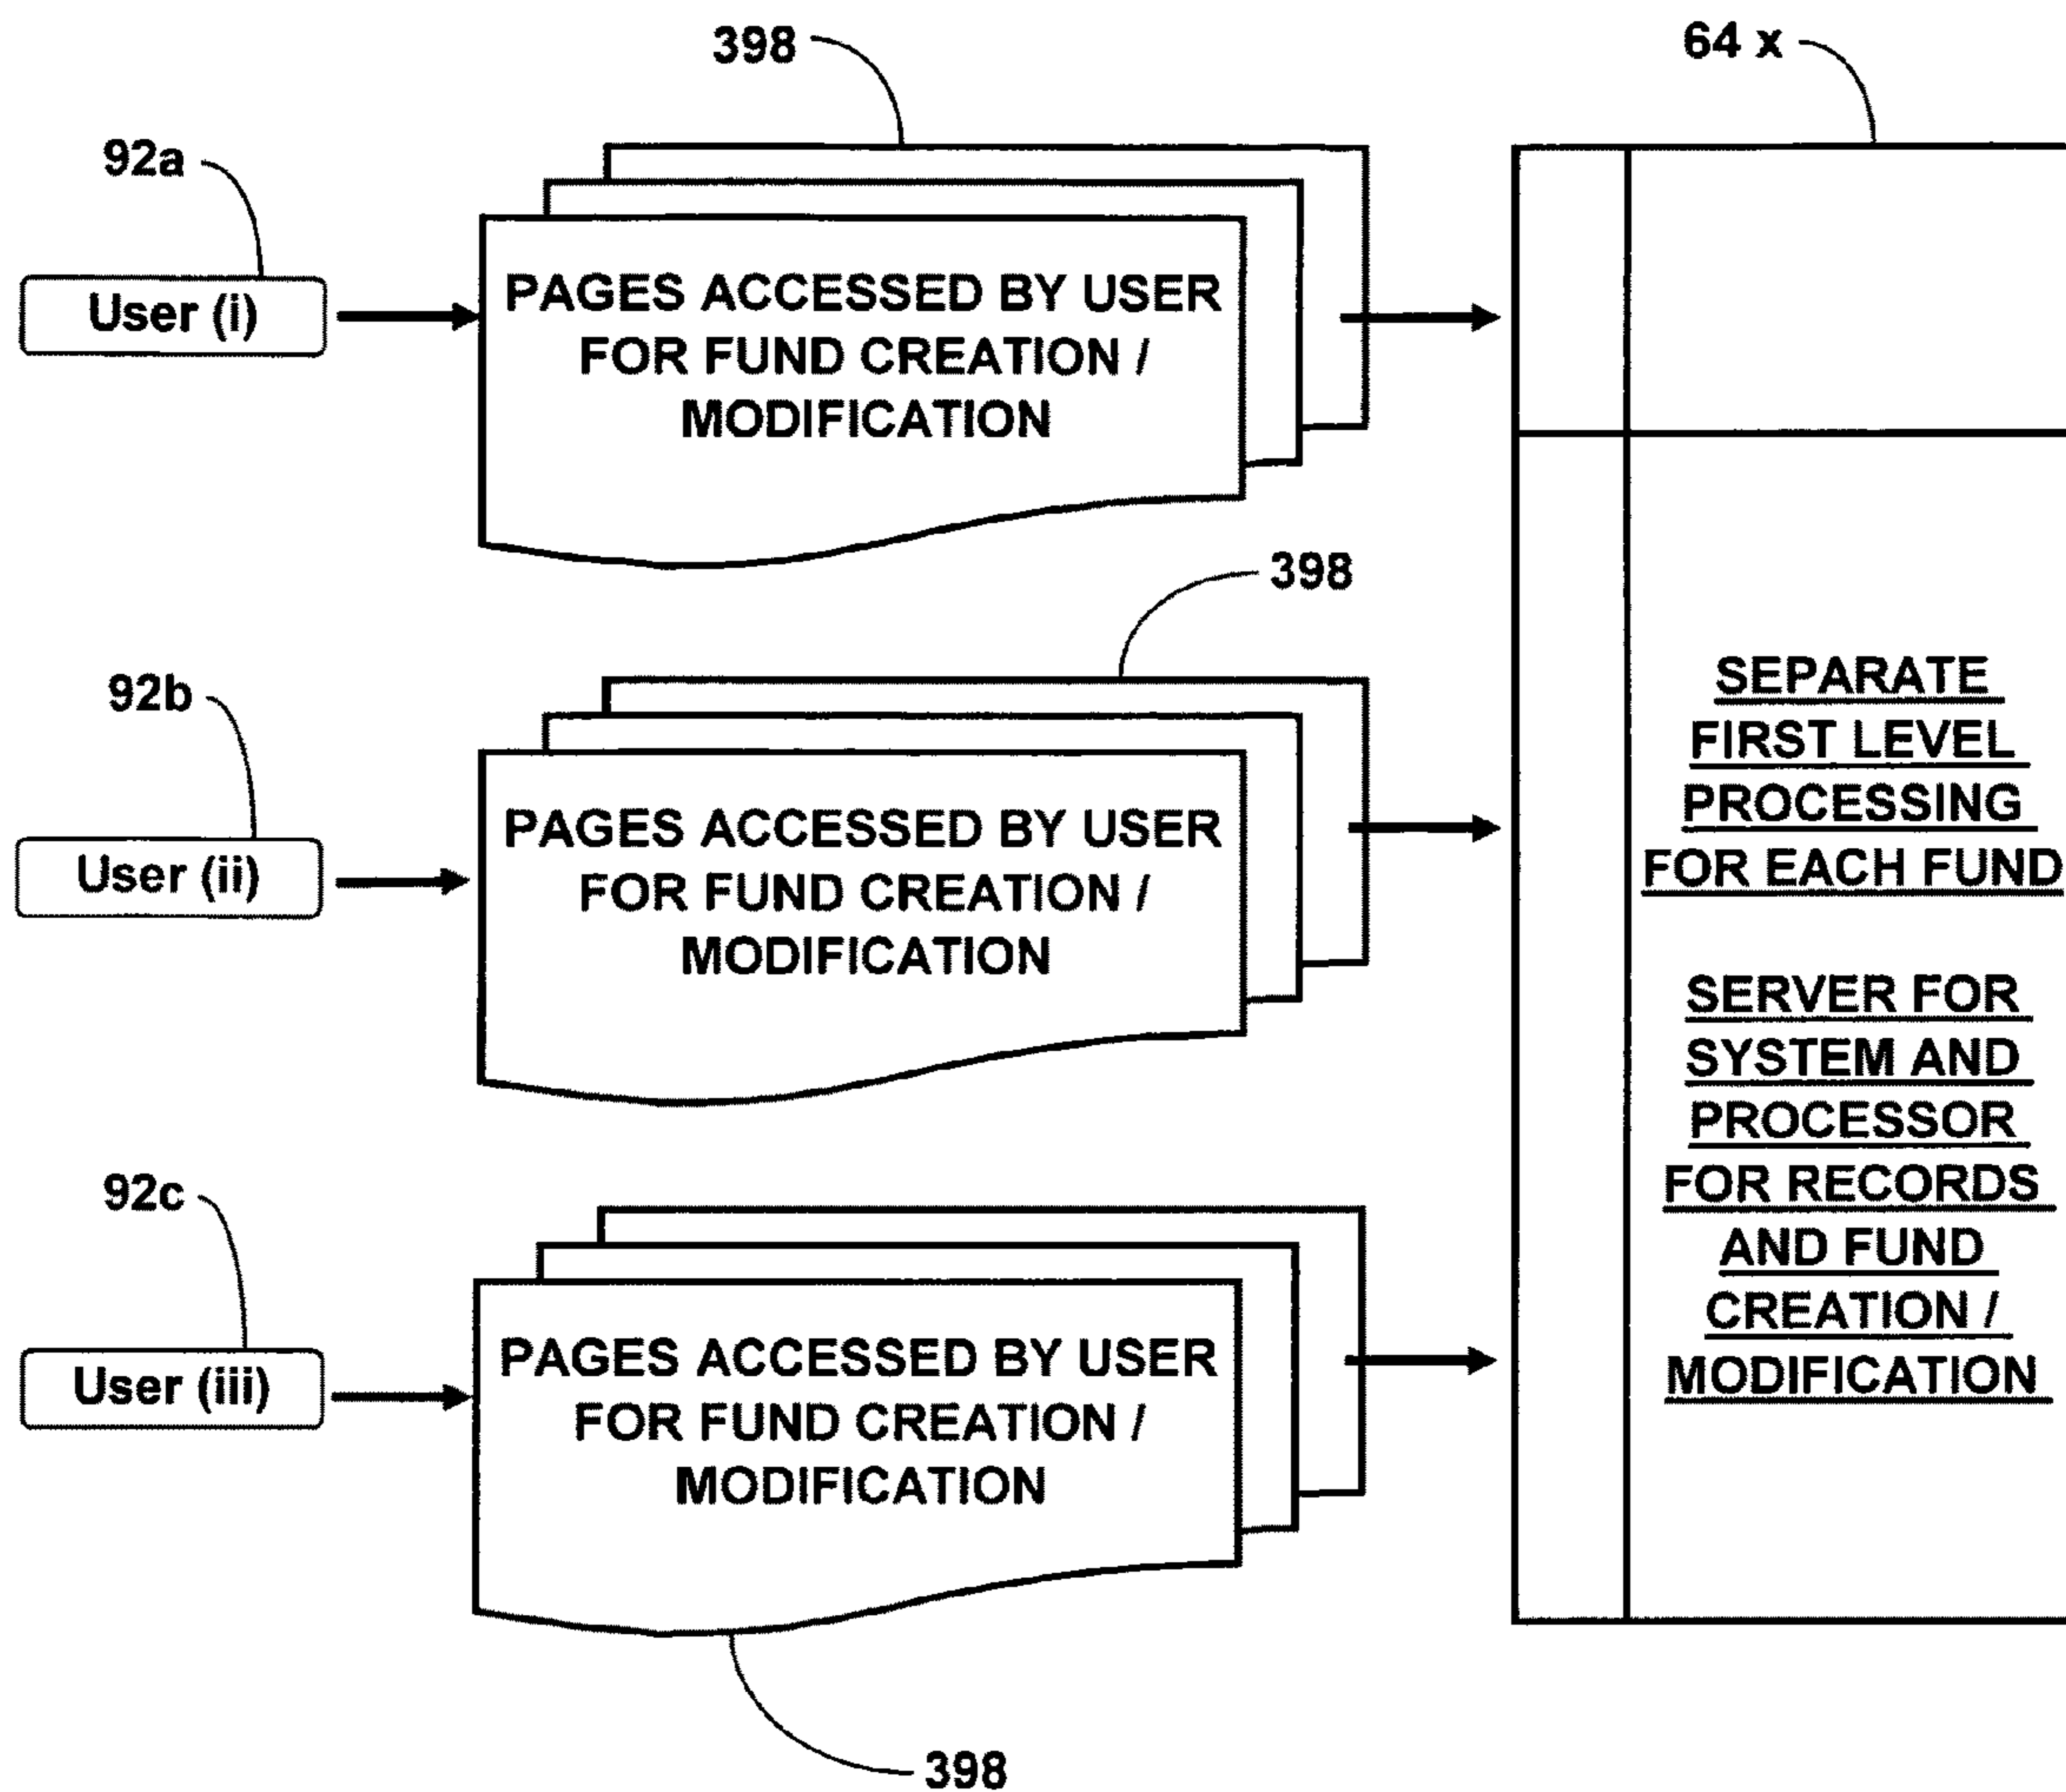 398
64 x
92a
User (i)
PAGES ACCESSED BY USER
FOR FUND CREATION /
MODIFICATION
398
92b
User (ii)
PAGES ACCESSED BY USER
FOR FUND CREATION /
MODIFICATION
92c
User (iii)
PAGES ACCESSED BY USER
FOR FUND CREATION /
MODIFICATION
398
SEPARATE
FIRST LEVEL
PROCESSING
FOR EACH FUND
SERVER FOR
SYSTEM AND
PROCESSOR
FOR RECORDS
AND FUND
CREATION /
MODIFICATION